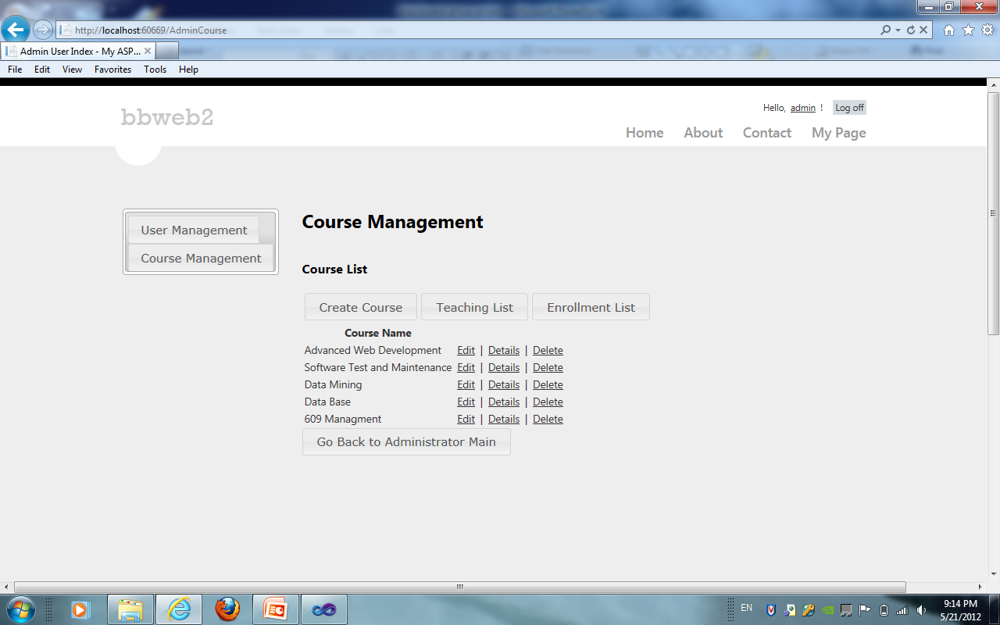 http://localhost:60669/AdminCourse
Admin User Index - My ASP...
File Edit View Favorites Tools Help
bbweb2
Hello, admin ! Log off
Home About Contact My Page
User Management
Course Management
Course Management
Course List
Create Course Teaching List Enrollment List
Course Name
Advanced Web Development Edit | Details | Delete
Software Test and Maintenance Edit | Details | Delete
Data Mining Edit | Details | Delete
Data Base Edit | Details | Delete
609 Managment Edit | Details | Delete
Go Back to Administrator Main
EN
9:14 PM
5/21/2012